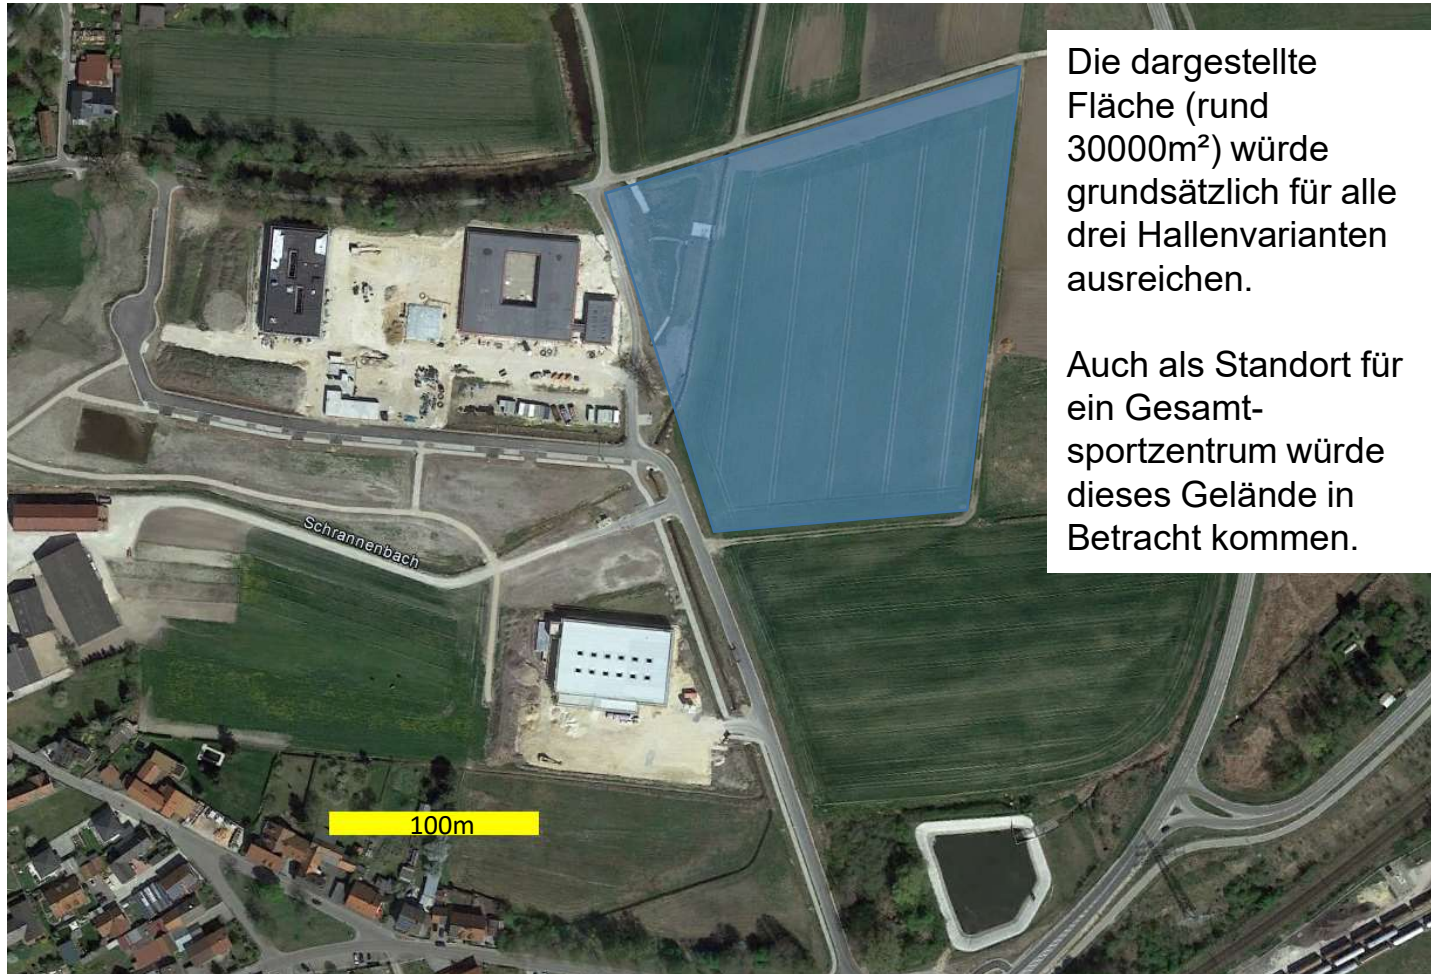 Die dargestellte
Fläche (rund
30000m²) würde
grundsätzlich für alle
drei Hallenvarianten
ausreichen.
Auch als Standort für
ein Gesamt-
sportzentrum würde
dieses Gelände in
Betracht kommen.
Schrannenbach
100m